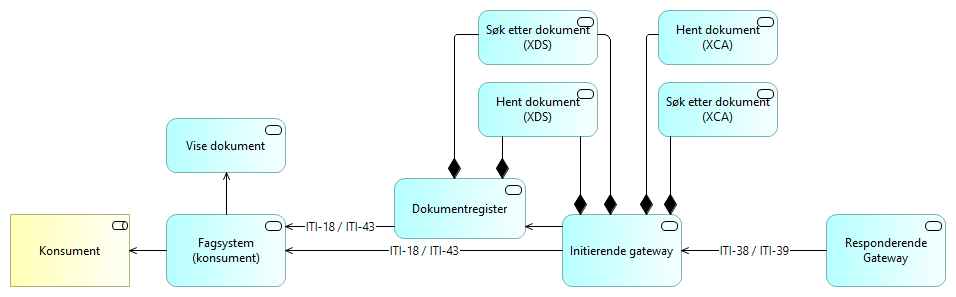 Søk etter dokument
(XDS)
Hent dokument
(XCA)
Hent dokument
(XDS)
Søk etter dokument
(XCA)
Vise dokument
Dokumentregister
Konsument
Fagsystem
(konsument)
ITI-18 / ITI-43
ITI-18 / ITI-43
Initierende gateway
ITI-38 / ITI-39
Responderende
Gateway